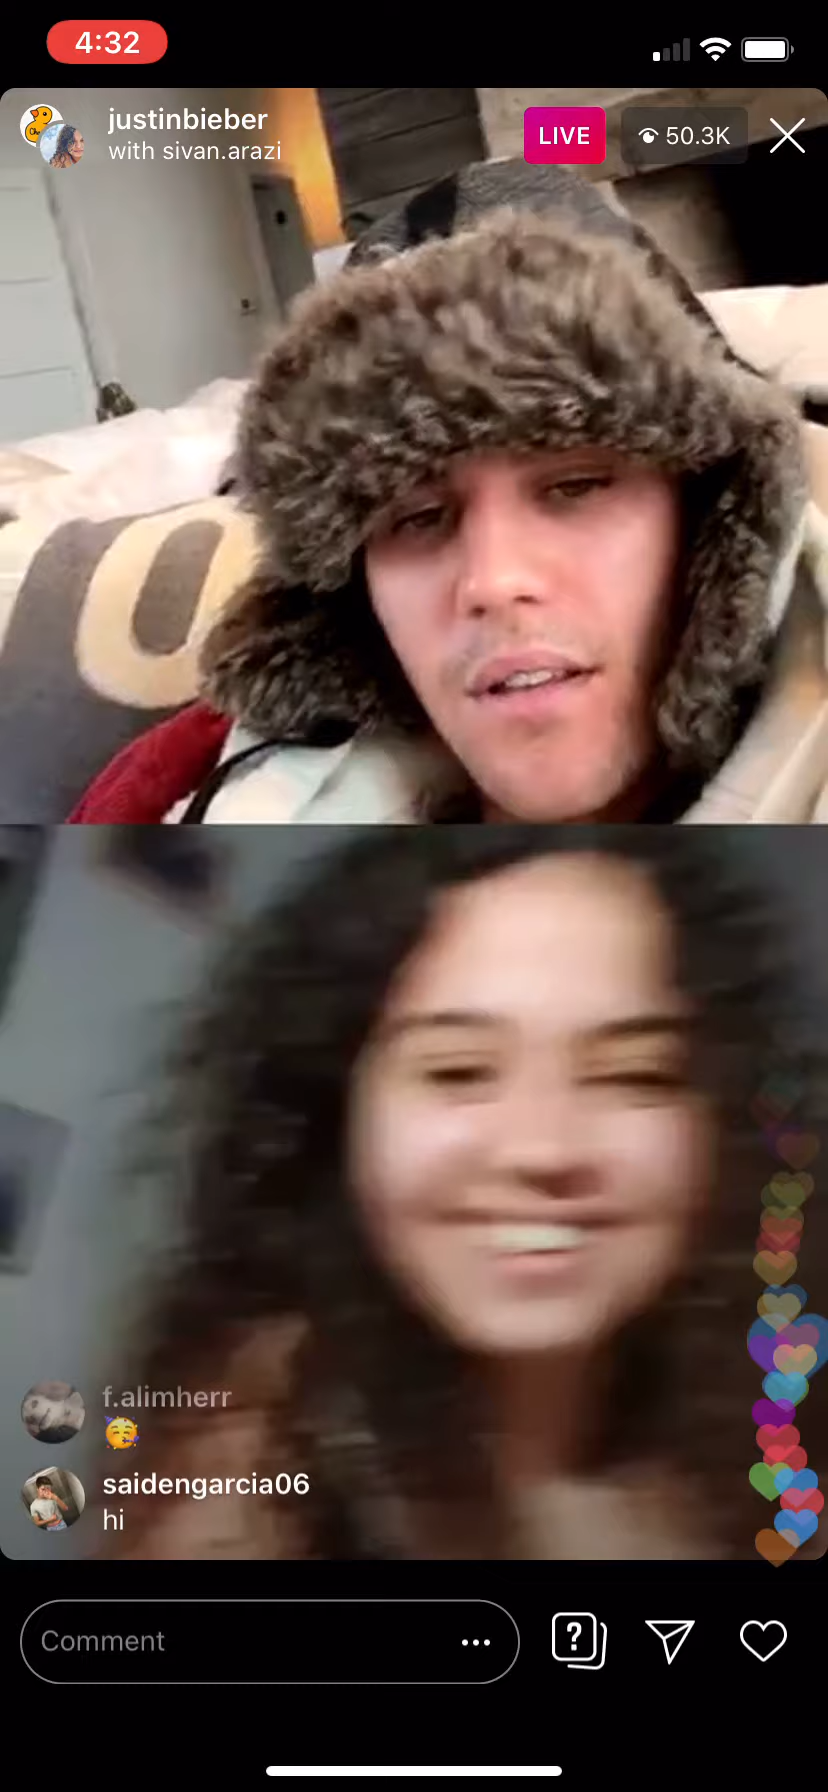 4:32
justinbieber
with sivan.arazi
LIVE
50.3K
f.alimherr
saidengarcia06
hi
Comment
?